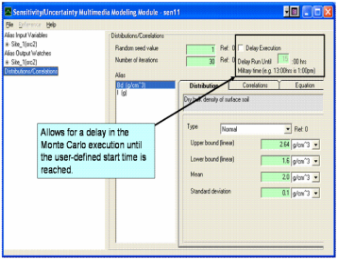 Sensitivity/Uncertainty Multimedia Modeling Module - sen11
File Reference Help
Alias Input Variables
Site_1(src2)
Alias Output Watches
Site_1(src2)
Distributions/Correlations
Distributions/Correlations
Random seed value 1 Ref: 0
Number of iterations 30 Ref: 0
Delay Execution
Delay Run Until 15 :00 hrs
Military time (e.g. 13:00hrs is 1:00pm)
Alias
Bd (g/cm^3)
Distribution Correlations Equation
Dry bulk density of surface soil
Type Normal Ref: 0
Upper bound (linear) 2.64 g/cm^3
Lower bound (linear) 1.6 g/cm^3
Mean 2.0 g/cm^3
Standard deviation 0.1 g/cm^3
Allows for a delay in the
Monte Carlo execution until
the user-defined start time is
reached.